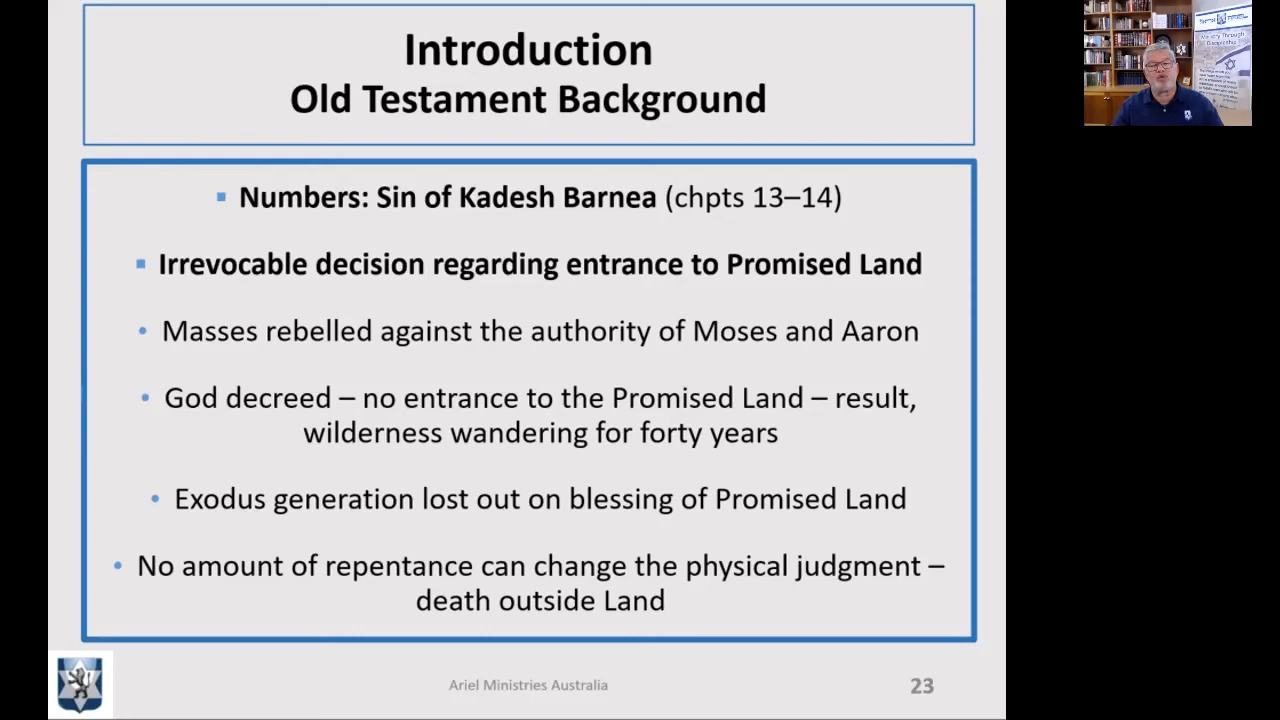 Introduction
Old Testament Background
▪ Numbers: Sin of Kadesh Barnea (chpts 13–14)
▪ Irrevocable decision regarding entrance to Promised Land
• Masses rebelled against the authority of Moses and Aaron
• God decreed – no entrance to the Promised Land – result,
wilderness wandering for forty years
• Exodus generation lost out on blessing of Promised Land
• No amount of repentance can change the physical judgment –
death outside Land
Ariel Ministries Australia
23
Ministry Through
Discipleship